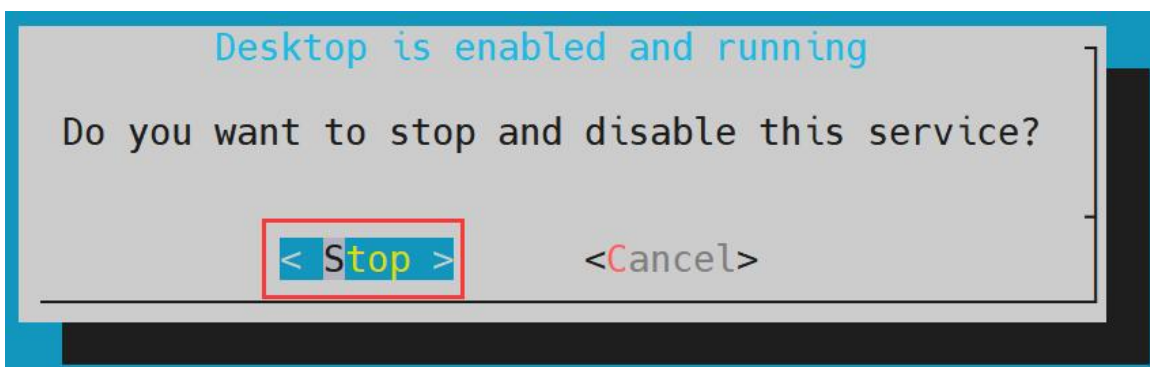 Desktop is enabled and running
Do you want to stop and disable this service?
< Stop > <Cancel>